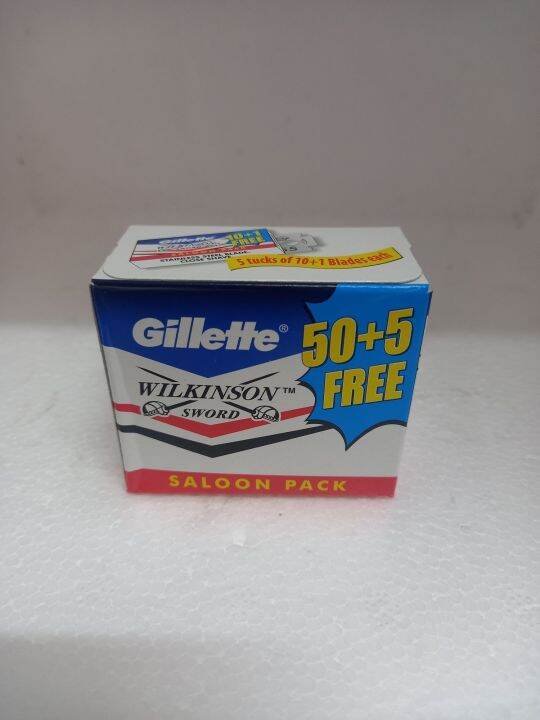 Gillette
10+1
FREE
STAINLESS STEEL BLADE
CLOSE SHAVE
5 tucks of 10+1 Blades each
Gillette®
50+5
FREE
WILKINSON™
SWORD
SALOON PACK